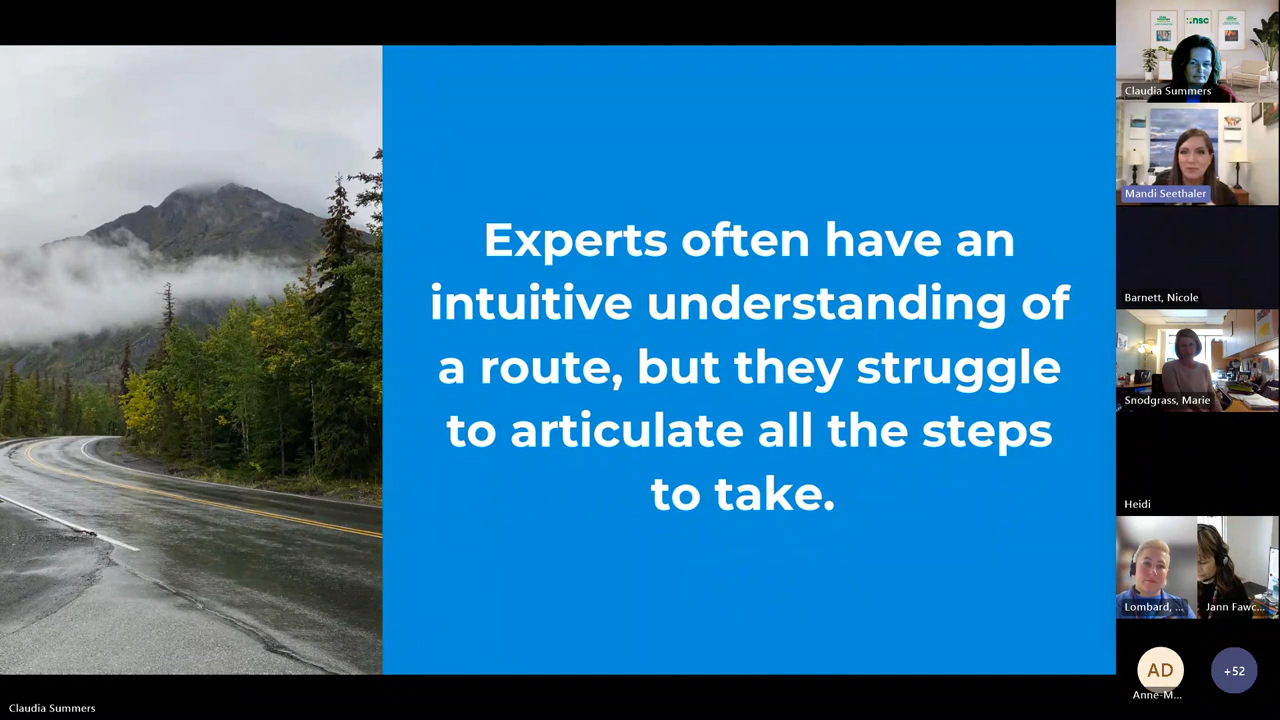 Experts often have an
intuitive understanding of
a route, but they struggle
to articulate all the steps
to take.
nsc
Claudia Summers
Mandi Seethaler
Barnett, Nicole
Snodgrass, Marie
Heidi
Lombard, ...
Jann Fawc...
AD
Anne-M...
+52
Claudia Summers